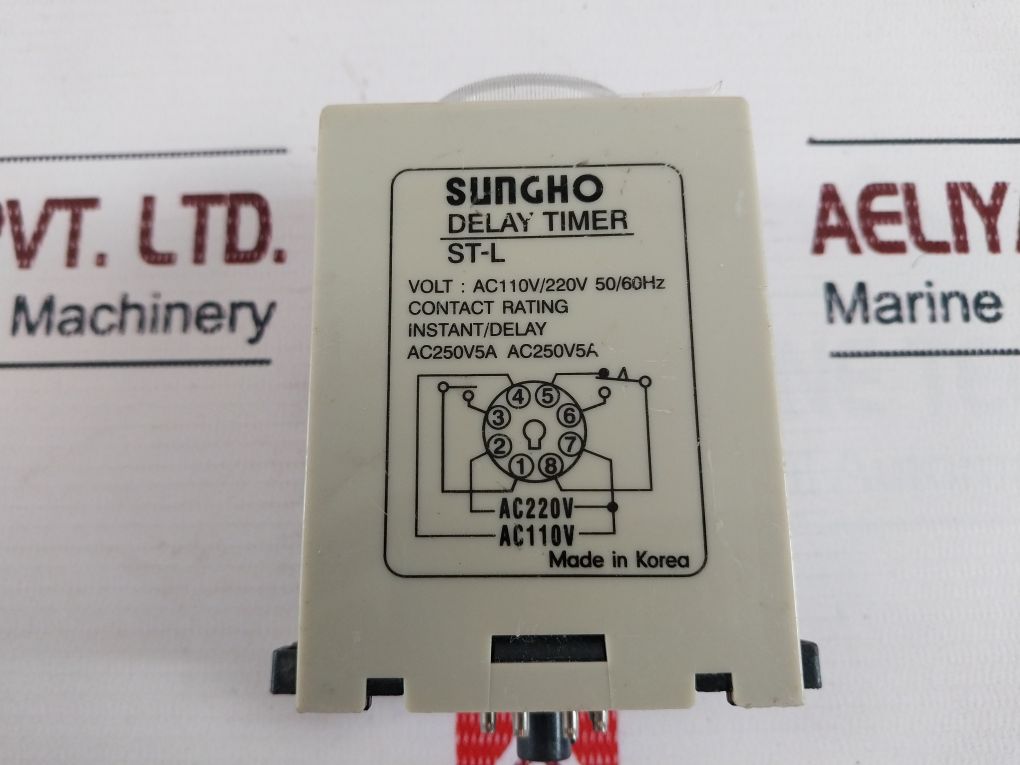 SUNGHO
DELAY TIMER
ST-L
VOLT : AC110V/220V 50/60Hz
CONTACT RATING
INSTANT/DELAY
AC250V5A AC250V5A
4 5
3 6
2 7
1 8
AC220V
AC110V
Made in Korea
PVT. LTD.
Machinery
AELIYA
Marine